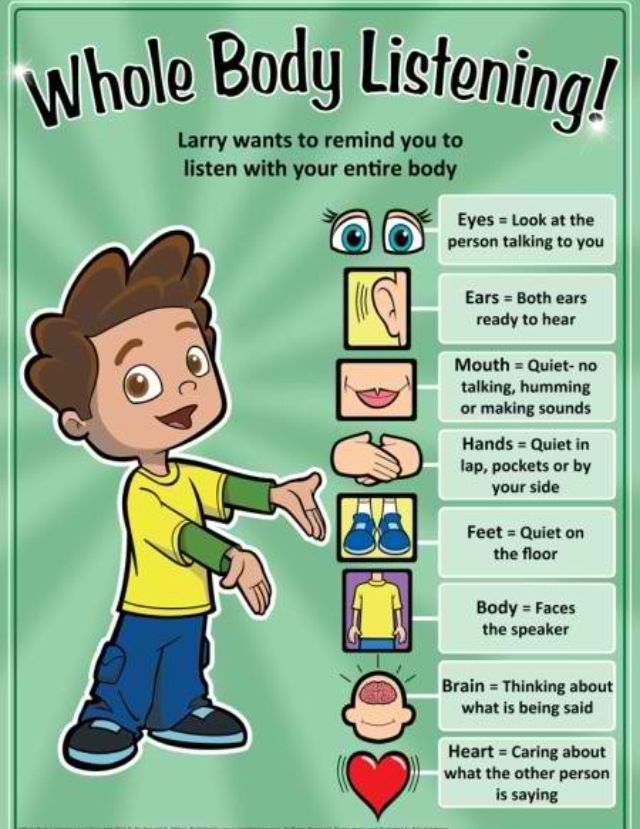 Whole Body Listening!
Larry wants to remind you to
listen with your entire body
Eyes = Look at the
person talking to you
Ears = Both ears
ready to hear
Mouth = Quiet- no
talking, humming
or making sounds
Hands = Quiet in
lap, pockets or by
your side
Feet = Quiet on
the floor
Body = Faces
the speaker
Brain = Thinking about
what is being said
Heart = Caring about
what the other person
is saying